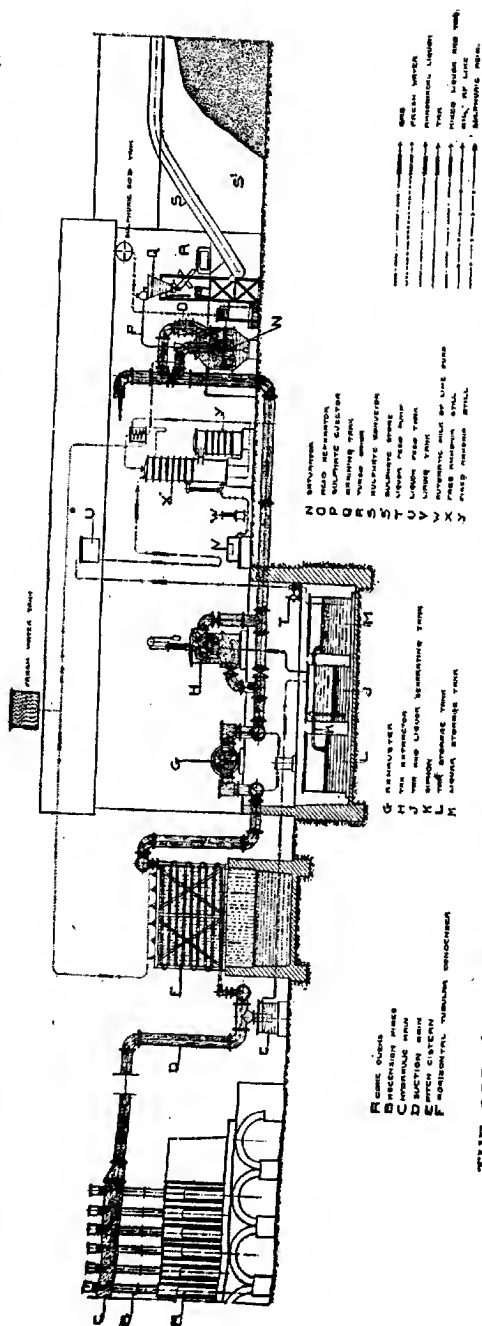 FRESH WATER TANK
SULPHURIC ACID TANK
C
B
A
D
E
F
G
H
U
V
W
X
Y
T
P
O
Q
R
N
S
S'
L
J
M
A COKE OVENS
B ASCENSION PIPES
C HYDRAULIC MAIN
D SUCTION MAIN
E PITCH CISTERN
F HORIZONTAL TUBULAR CONDENSER
G EXHAUSTER
H TAR EXTRACTOR
J TAR AND LIQUOR SEPARATING TANK
K SIPHON
L TAR STORAGE TANK
M LIQUOR STORAGE TANK
N SATURATOR
O ACID SEPARATOR
P SULPHATE EJECTOR
Q DRAINING TANK
R TURBO DRIER
S SULPHATE CONVEYOR
S' SULPHATE STORE
T LIQUOR FEED PUMP
U LIQUOR FEED TANK
V LIMING TANK
W AUTOMATIC MILK OF LIME PUMP
X FREE AMMONIA STILL
Y FIXED AMMONIA STILL
GAS
FRESH WATER
AMMONIACAL LIQUOR
TAR
MIXED LIQUOR AND TAR
MILK OF LIME
SULPHURIC ACID